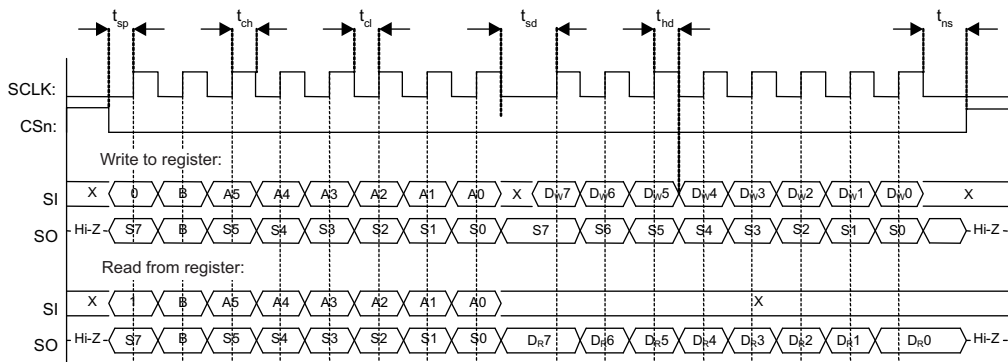 tsp tch tcl tsd thd tns
SCLK:
CSn:
Write to register:
SI X 0 B A5 A4 A3 A2 A1 A0 X DW7 DW6 DW5 DW4 DW3 DW2 DW1 DW0 X
SO Hi-Z S7 B S5 S4 S3 S2 S1 S0 S7 S6 S5 S4 S3 S2 S1 S0 Hi-Z
Read from register:
SI X 1 B A5 A4 A3 A2 A1 A0 X
SO Hi-Z S7 B S5 S4 S3 S2 S1 S0 DR7 DR6 DR5 DR4 DR3 DR2 DR1 DR0 Hi-Z